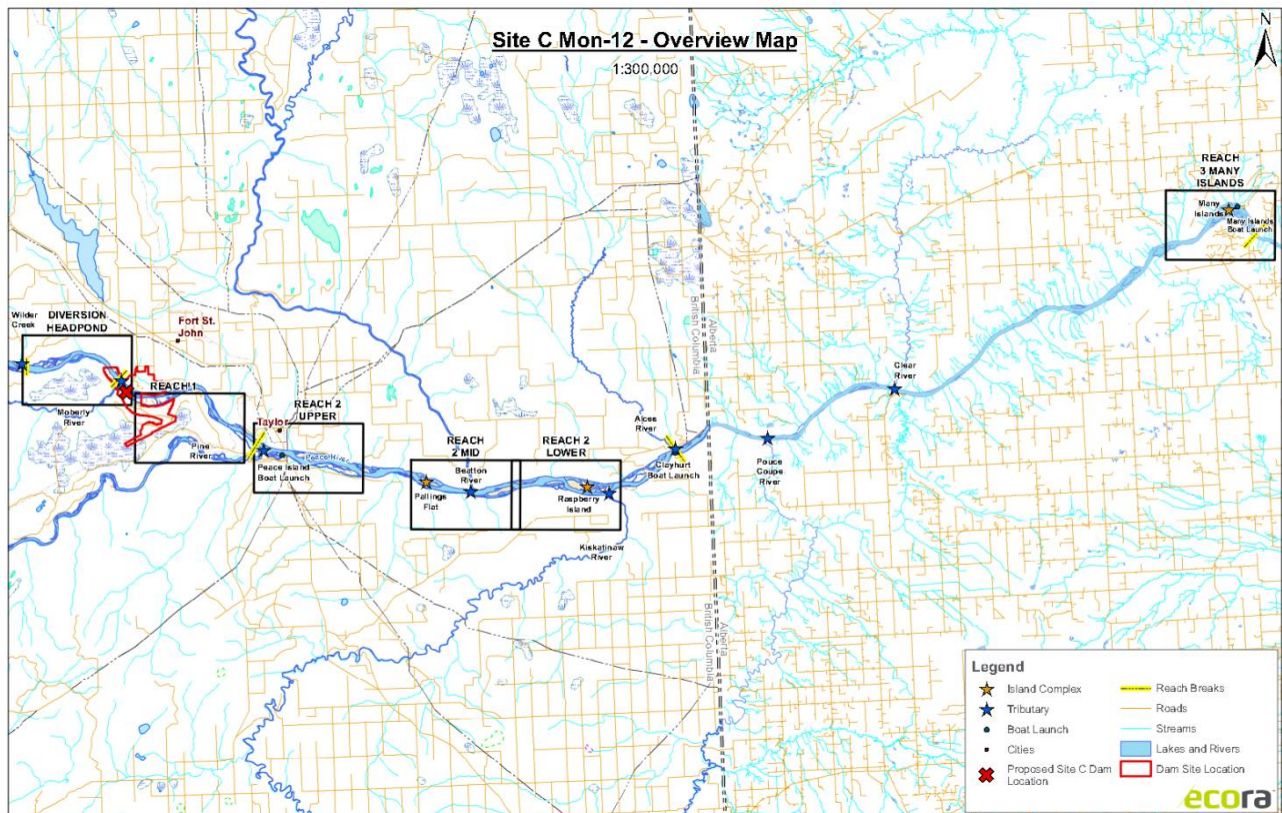 Site C Mon-12 - Overview Map
1:300,000
N
REACH
3 MANY
ISLANDS
Many
Islands
Many Islands
Boat Launch
Wilder
Creek
DIVERSION
HEADPOND
Fort St.
John
REACH 1
Moberly
River
Pine
River
Taylor
REACH 2
UPPER
Peace River
Peace Island
Boat Launch
REACH
2 MID
Beatton
River
Pallings
Flat
REACH 2
LOWER
Raspberry
Island
Kiskatinaw
River
Alces
River
Clayhurt
Boat Launch
Alberta
British Columbia
Clear
River
Pouce
Coupe
River
Alberta
British Columbia
Legend
Island Complex
Tributary
Boat Launch
Cities
Proposed Site C Dam
Location
Reach Breaks
Roads
Streams
Lakes and Rivers
Dam Site Location
ecora